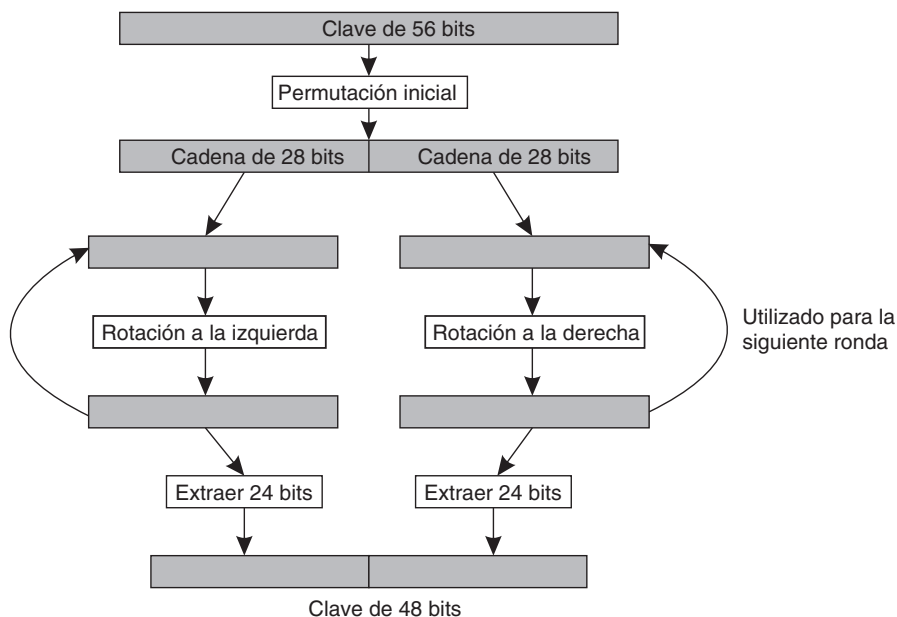 Clave de 56 bits
Permutación inicial
Cadena de 28 bits
Cadena de 28 bits
Rotación a la izquierda
Rotación a la derecha
Utilizado para la
siguiente ronda
Extraer 24 bits
Extraer 24 bits
Clave de 48 bits